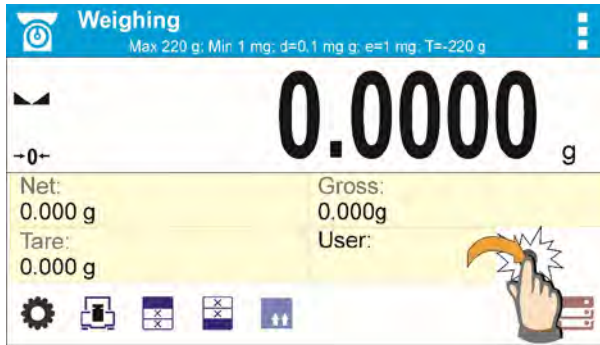 Weighing
Max 220 g; Min 1 mg; d=0.1 mg g; e=1 mg; T=-220 g
0.0000 g
→0←
Net:
0.000 g
Gross:
0.000g
Tare:
0.000 g
User: